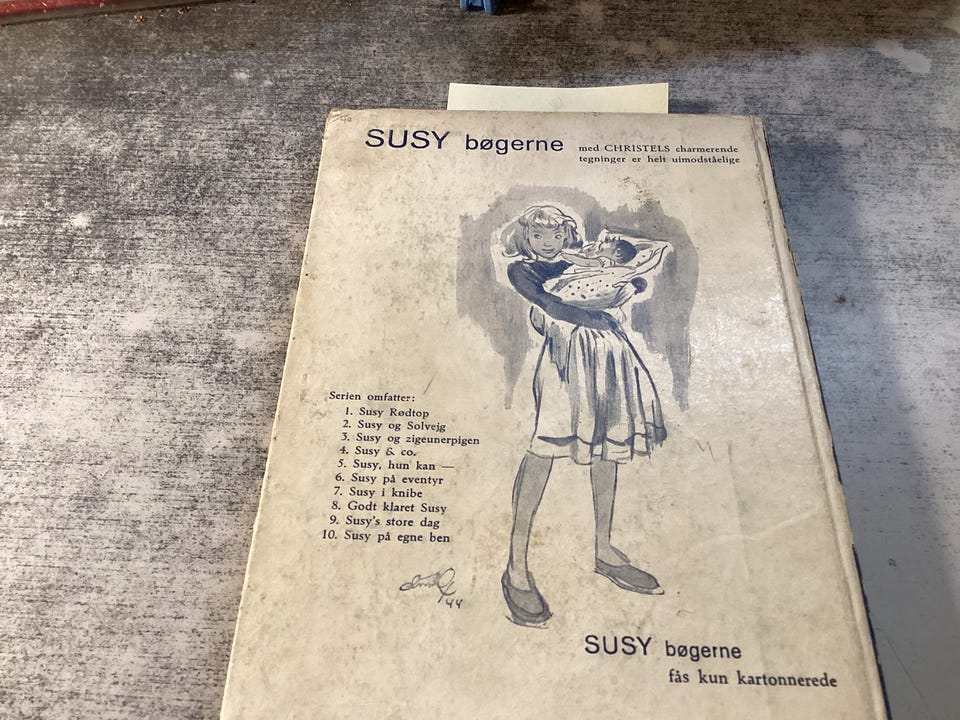 SUSY bøgerne
med CHRISTELS charmerende
tegninger er helt uimodståelige
Serien omfatter:
1. Susy Rødtop
2. Susy og Solvejg
3. Susy og zigeunerpigen
4. Susy & co.
5. Susy, hun kan —
6. Susy på eventyr
7. Susy i knibe
8. Godt klaret Susy
9. Susy's store dag
10. Susy på egne ben
44
SUSY bøgerne
fås kun kartonnerede